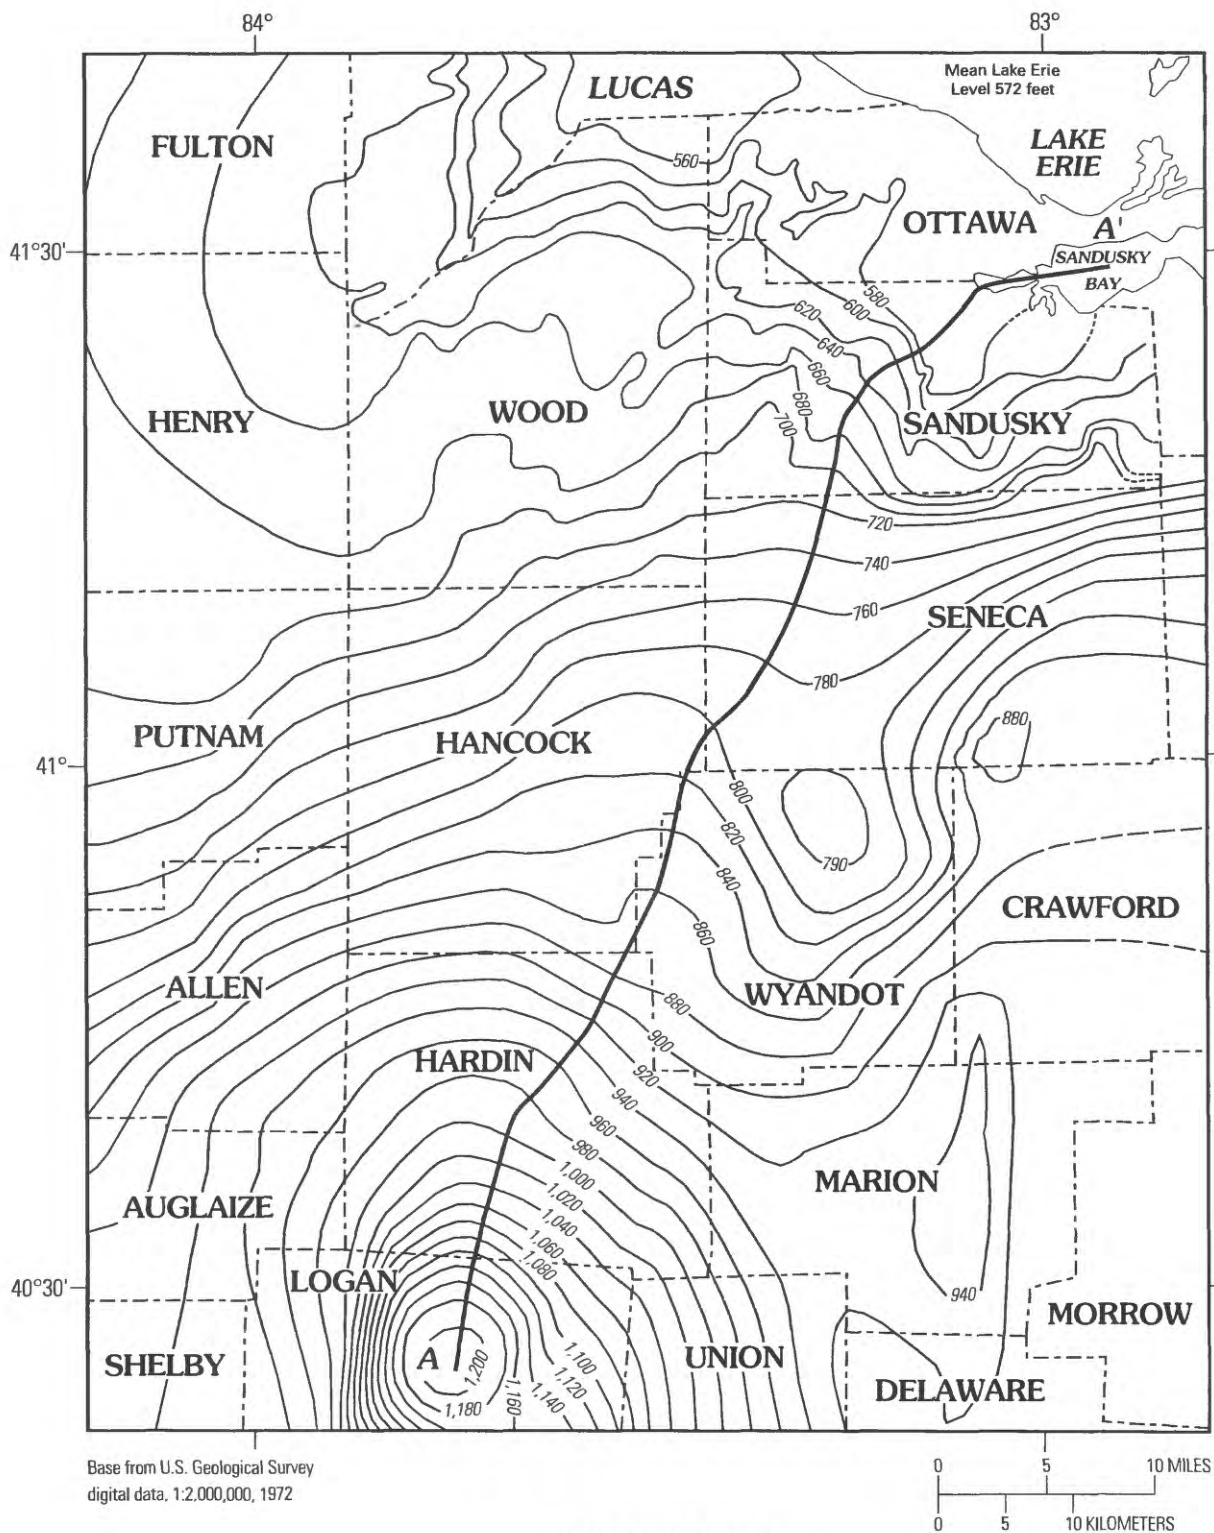 84°
83°
Mean Lake Erie
Level 572 feet
LUCAS
FULTON
LAKE
ERIE
560
OTTAWA
A'
41°30'
SANDUSKY
BAY
580
600
620
640
660
680
700
HENRY
WOOD
SANDUSKY
720
740
760
SENECA
780
880
PUTNAM
HANCOCK
41°
800
820
790
840
CRAWFORD
860
ALLEN
WYANDOT
880
900
HARDIN
920
940
960
980
1,000
MARION
1,020
AUGLAIZE
1,040
1,060
1,080
LOGAN
40°30'
940
MORROW
SHELBY
A
1,200
1,100
UNION
1,120
DELAWARE
1,180
1,160
1,140
Base from U.S. Geological Survey
digital data, 1:2,000,000, 1972
0 5 10 MILES
0 5 10 KILOMETERS